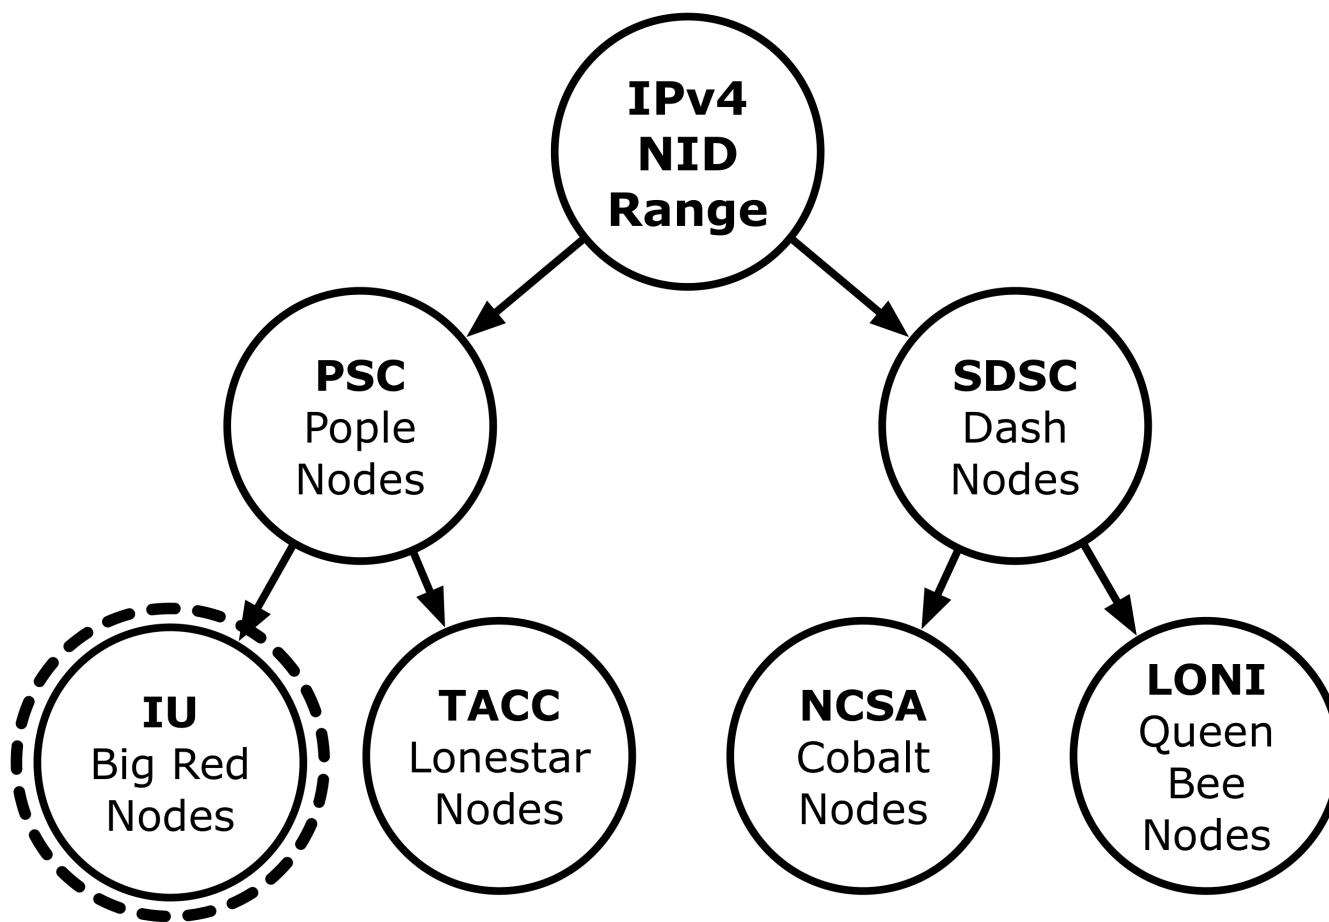 IPv4
NID
Range
PSC
Pople
Nodes
SDSC
Dash
Nodes
IU
Big Red
Nodes
TACC
Lonestar
Nodes
NCSA
Cobalt
Nodes
LONI
Queen
Bee
Nodes